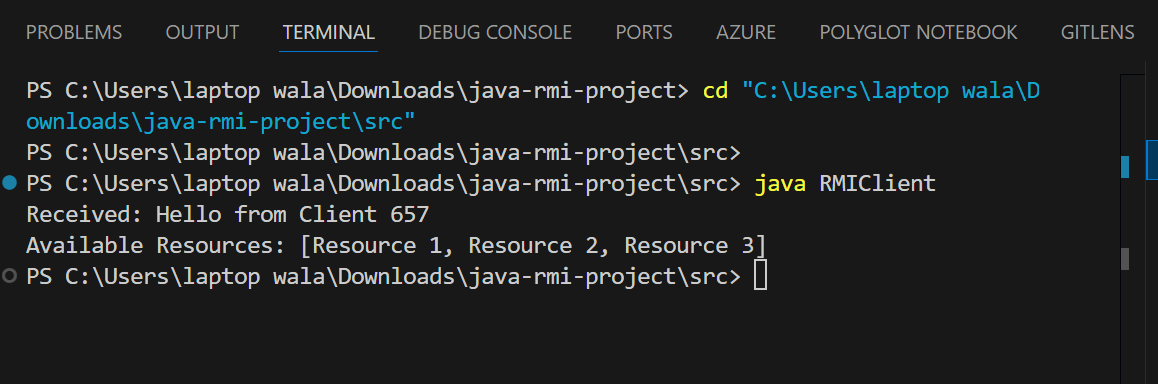 PROBLEMS OUTPUT TERMINAL DEBUG CONSOLE PORTS AZURE POLYGLOT NOTEBOOK GITLENS
PS C:\Users\laptop wala\Downloads\java-rmi-project> cd "C:\Users\laptop wala\D
ownloads\java-rmi-project\src"
PS C:\Users\laptop wala\Downloads\java-rmi-project\src>
PS C:\Users\laptop wala\Downloads\java-rmi-project\src> java RMIClient
Received: Hello from Client 657
Available Resources: [Resource 1, Resource 2, Resource 3]
PS C:\Users\laptop wala\Downloads\java-rmi-project\src>